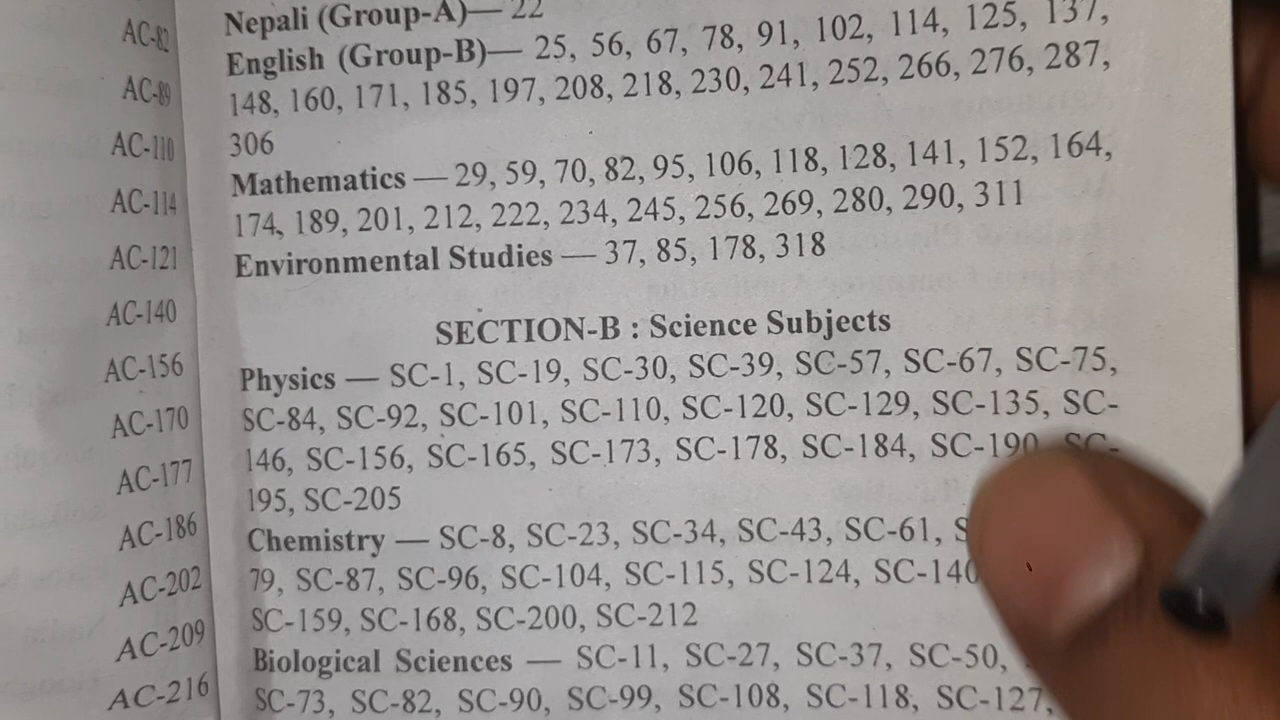 AC-82
AC-89
AC-110
AC-114
AC-121
AC-140
AC-156
AC-170
AC-177
AC-186
AC-202
AC-209
AC-216
Nepali (Group-A)— 22
English (Group-B)— 25, 56, 67, 78, 91, 102, 114, 125, 137,
148, 160, 171, 185, 197, 208, 218, 230, 241, 252, 266, 276, 287,
306
Mathematics — 29, 59, 70, 82, 95, 106, 118, 128, 141, 152, 164,
174, 189, 201, 212, 222, 234, 245, 256, 269, 280, 290, 311
Environmental Studies — 37, 85, 178, 318
SECTION-B : Science Subjects
Physics — SC-1, SC-19, SC-30, SC-39, SC-57, SC-67, SC-75,
SC-84, SC-92, SC-101, SC-110, SC-120, SC-129, SC-135, SC-
146, SC-156, SC-165, SC-173, SC-178, SC-184, SC-190, SC-
195, SC-205
Chemistry — SC-8, SC-23, SC-34, SC-43, SC-61,
79, SC-87, SC-96, SC-104, SC-115, SC-124, SC-140
SC-159, SC-168, SC-200, SC-212
Biological Sciences — SC-11, SC-27, SC-37, SC-50,
SC-73, SC-82, SC-90, SC-99, SC-108, SC-118, SC-127,